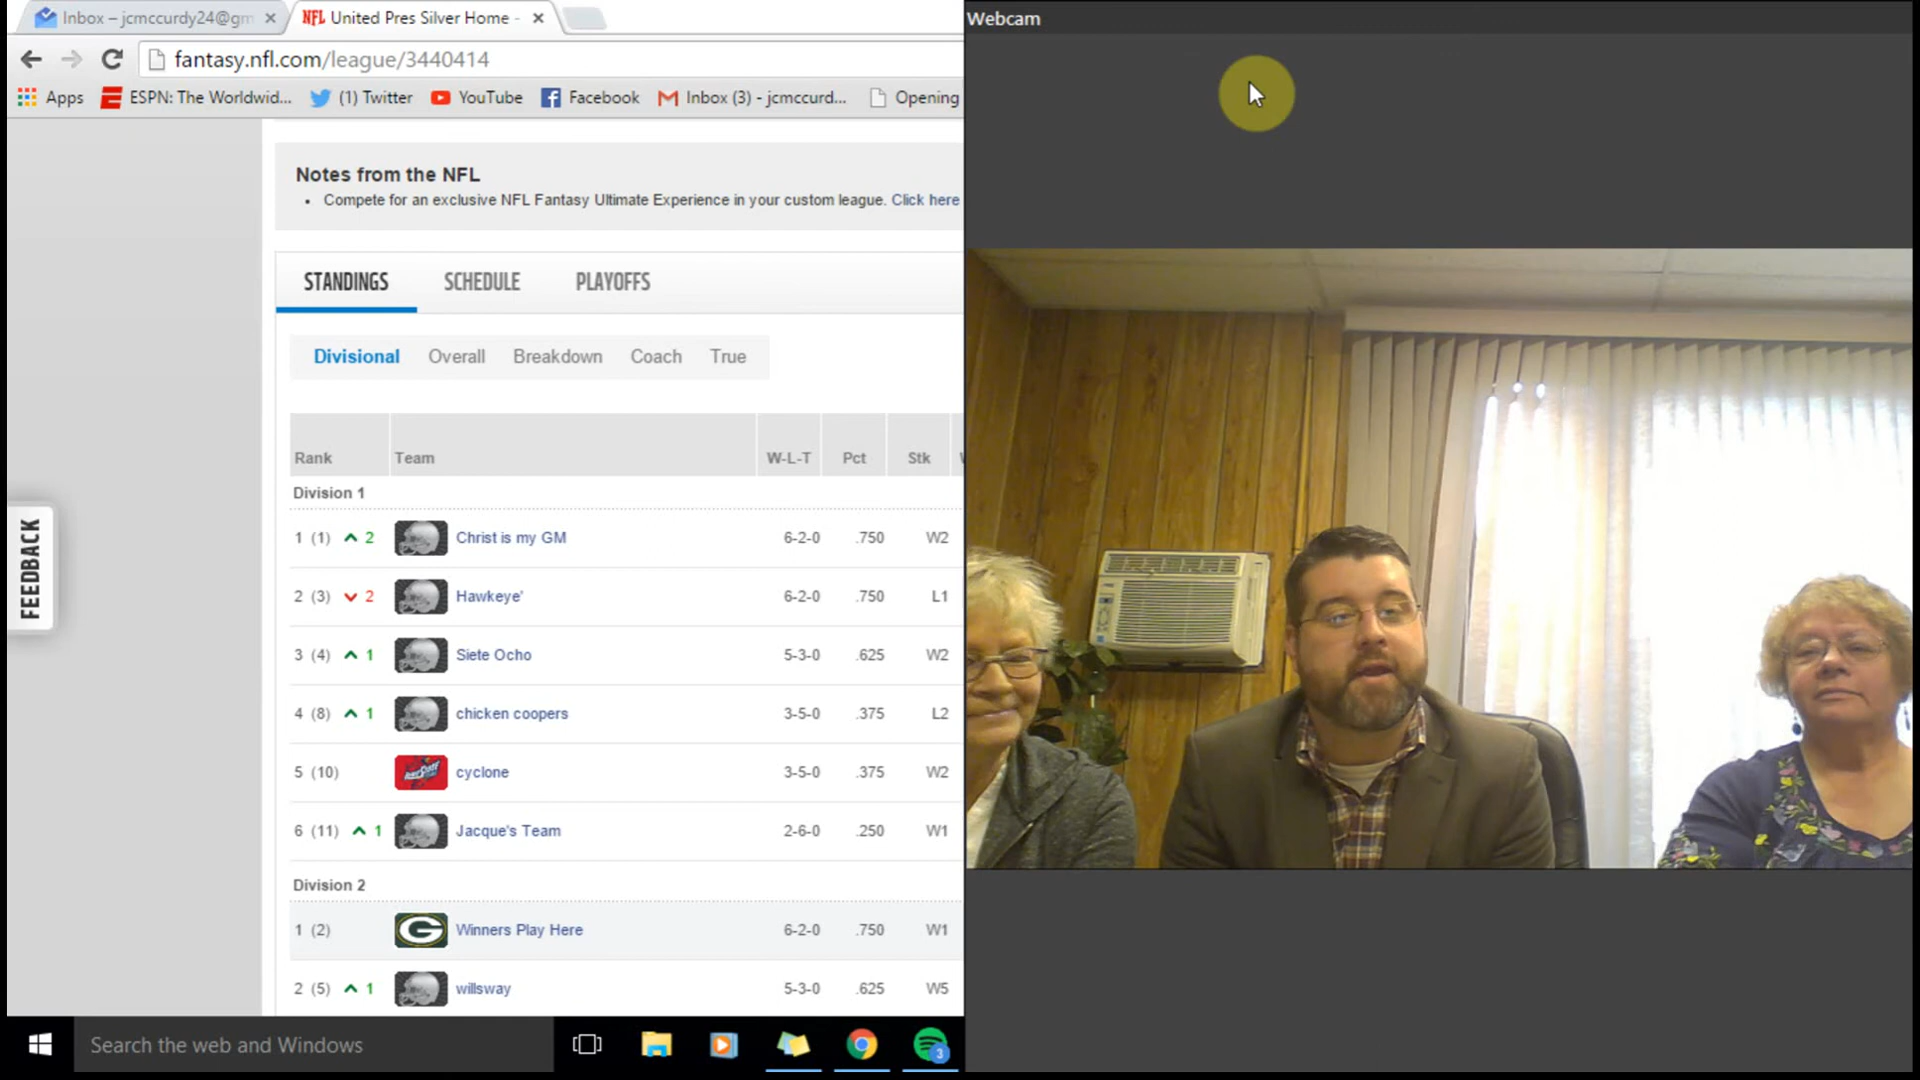 Inbox – jcmccurdy24@gm
NFL United Pres Silver Home -
fantasy.nfl.com/league/3440414
Apps
ESPN: The Worldwid...
(1) Twitter
YouTube
Facebook
Inbox (3) - jcmccurd...
Opening
Webcam
Notes from the NFL
• Compete for an exclusive NFL Fantasy Ultimate Experience in your custom league. Click here
STANDINGS SCHEDULE PLAYOFFS
Divisional Overall Breakdown Coach True
Rank Team W-L-T Pct Stk
Division 1
1 (1) 2 Christ is my GM 6-2-0 .750 W2
2 (3) 2 Hawkeye' 6-2-0 .750 L1
3 (4) 1 Siete Ocho 5-3-0 .625 W2
4 (8) 1 chicken coopers 3-5-0 .375 L2
5 (10) cyclone 3-5-0 .375 W2
6 (11) 1 Jacque's Team 2-6-0 .250 W1
Division 2
1 (2) G Winners Play Here 6-2-0 .750 W1
2 (5) 1 willsway 5-3-0 .625 W5
FEEDBACK
Search the web and Windows
3